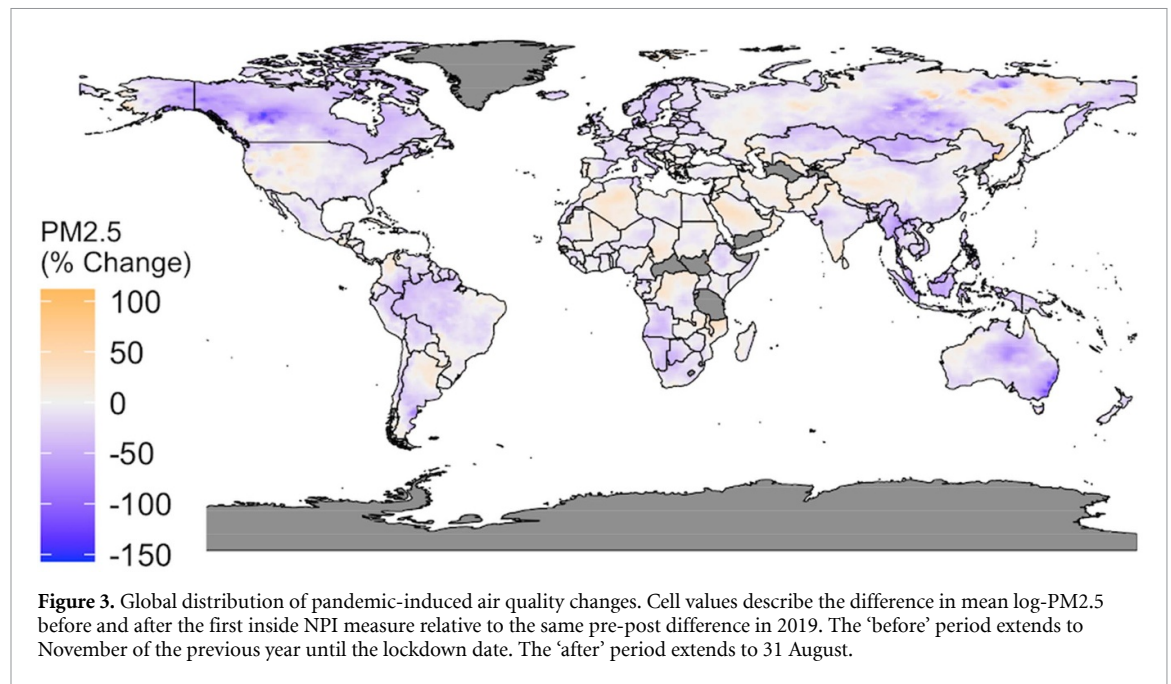 PM2.5
(% Change)
100
50
0
-50
-100
-150
Figure 3. Global distribution of pandemic-induced air quality changes. Cell values describe the difference in mean log-PM2.5
before and after the first inside NPI measure relative to the same pre-post difference in 2019. The ‘before’ period extends to
November of the previous year until the lockdown date. The ‘after’ period extends to 31 August.